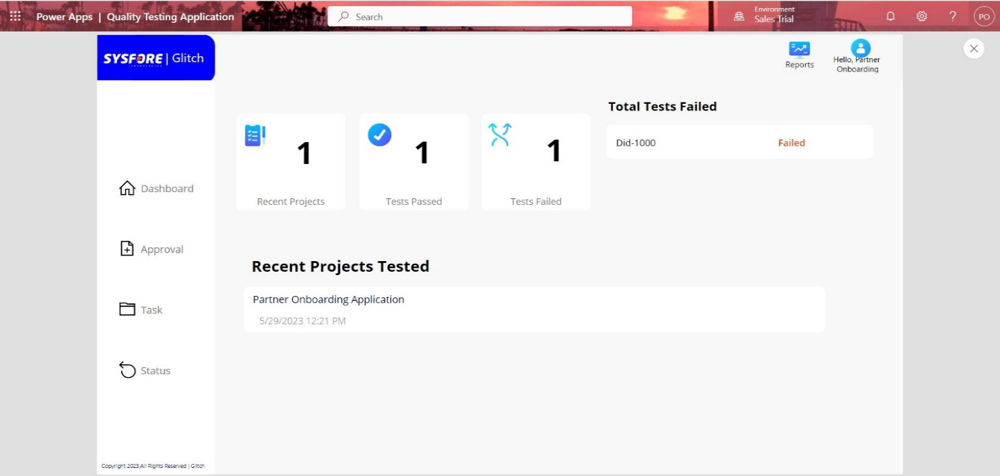 Power Apps | Quality Testing Application
Search
Environment
Sales Trial
?
PO
SYSFORE | Glitch
Reports
Hello, Partner
Onboarding
Total Tests Failed
Did-1000 Failed
1
Recent Projects
1
Tests Passed
1
Tests Failed
Dashboard
Approval
Task
Status
Recent Projects Tested
Partner Onboarding Application
5/29/2023 12:21 PM
Copyright 2023,All Rights Reserved | Glitch